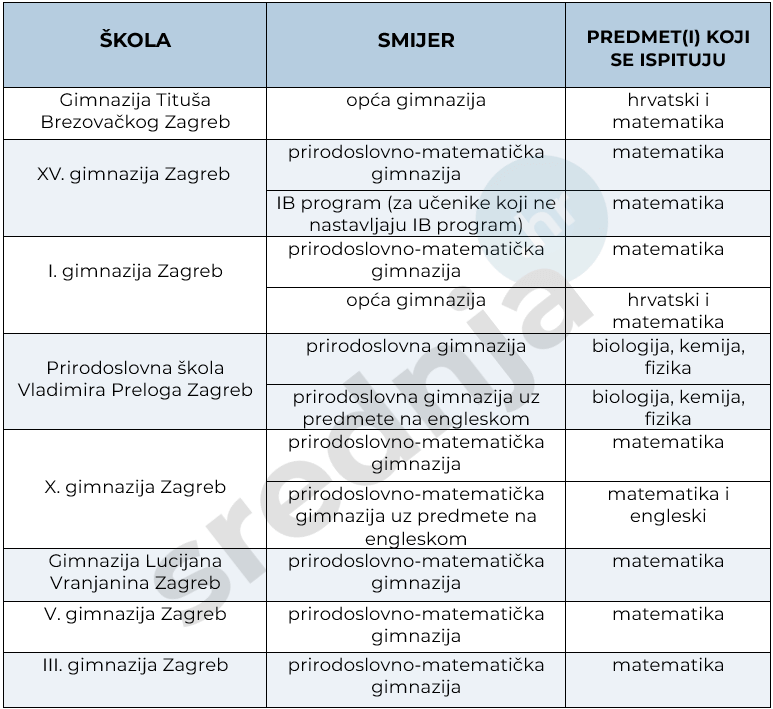 ŠKOLA
SMIJER
PREDMET(I) KOJI
SE ISPITUJU
Gimnazija Tituša
Brezovačkog Zagreb
opća gimnazija
hrvatski i
matematika
XV. gimnazija Zagreb
prirodoslovno-matematička
gimnazija
matematika
IB program (za učenike koji ne
nastavljaju IB program)
matematika
I. gimnazija Zagreb
prirodoslovno-matematička
gimnazija
matematika
opća gimnazija
hrvatski i
matematika
Prirodoslovna škola
Vladimira Preloga Zagreb
prirodoslovna gimnazija
biologija, kemija,
fizika
prirodoslovna gimnazija uz
predmete na engleskom
biologija, kemija,
fizika
X. gimnazija Zagreb
prirodoslovno-matematička
gimnazija
matematika
prirodoslovno-matematička
gimnazija uz predmete na
engleskom
matematika i
engleski
Gimnazija Lucijana
Vranjanina Zagreb
prirodoslovno-matematička
gimnazija
matematika
V. gimnazija Zagreb
prirodoslovno-matematička
gimnazija
matematika
III. gimnazija Zagreb
prirodoslovno-matematička
gimnazija
matematika
srednja
.hr